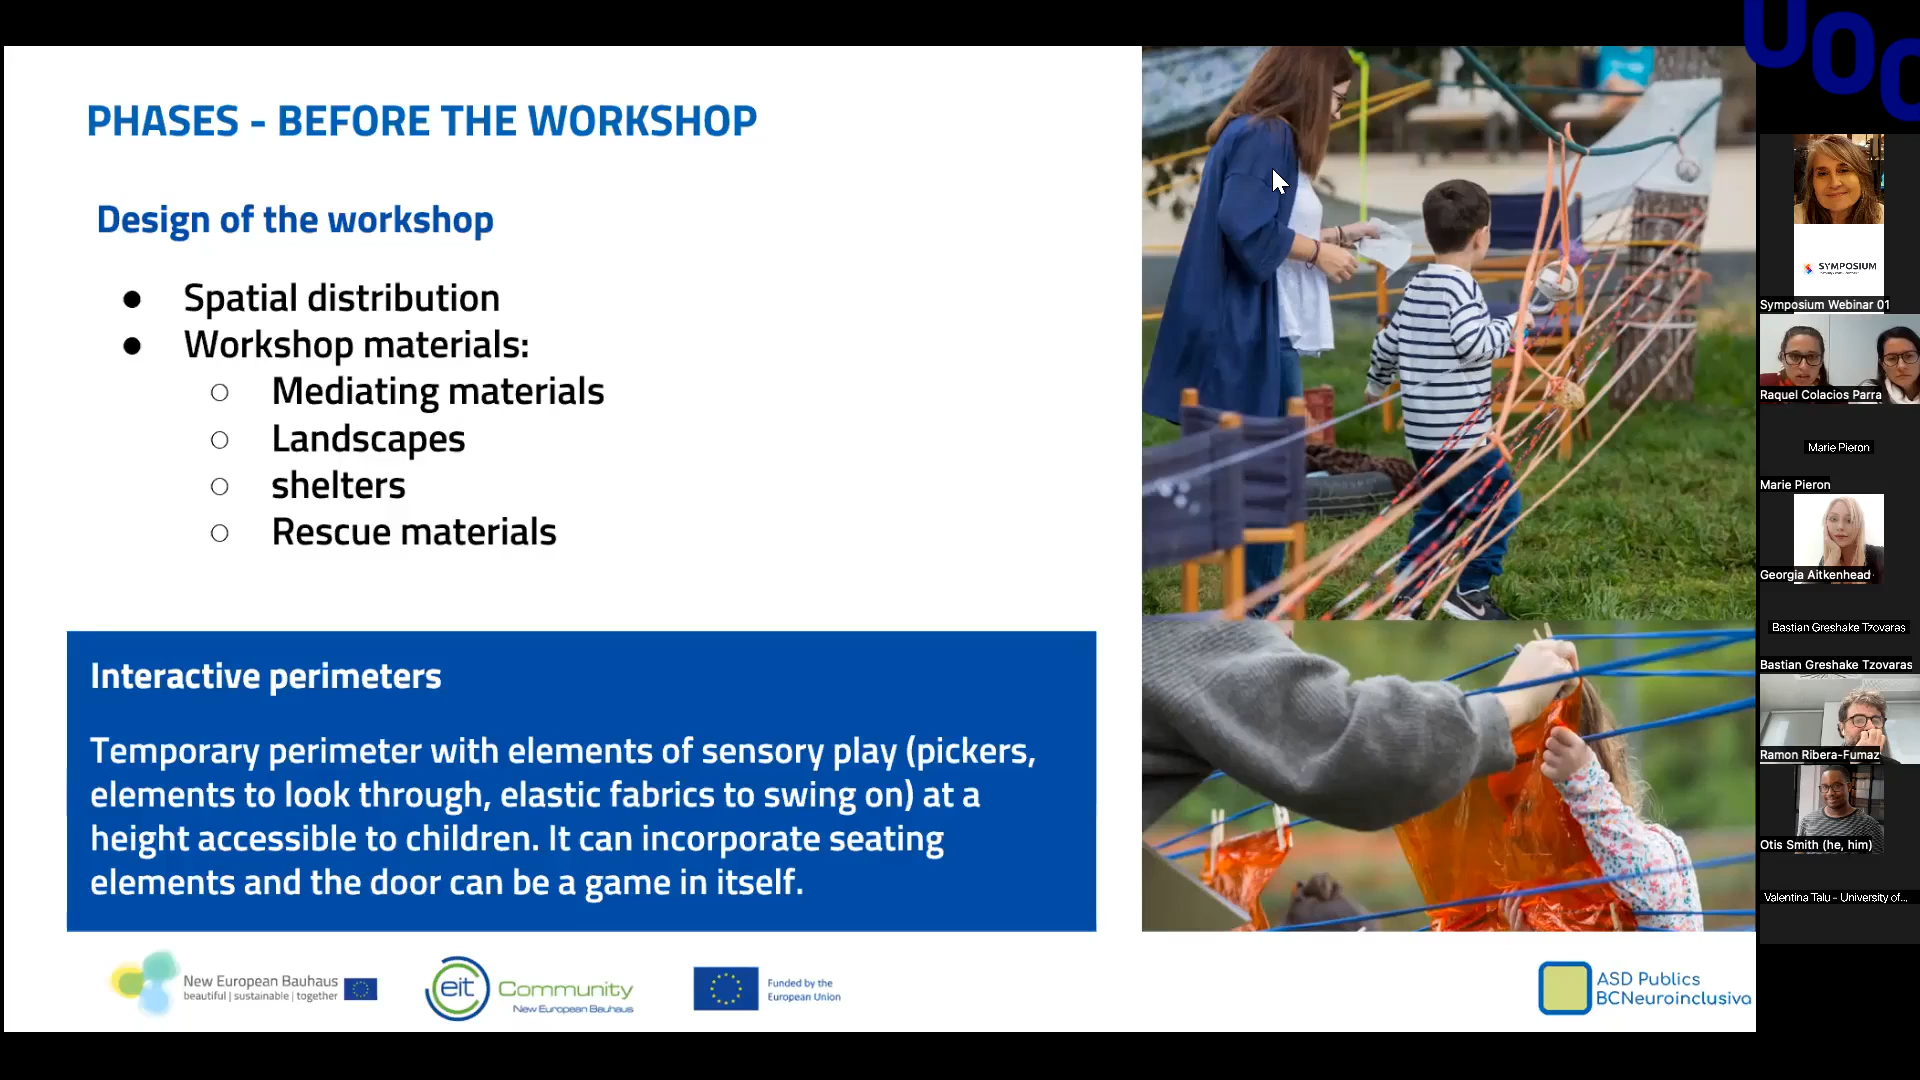 UOC
PHASES - BEFORE THE WORKSHOP
Design of the workshop
● Spatial distribution
● Workshop materials:
○ Mediating materials
○ Landscapes
○ shelters
○ Rescue materials
Interactive perimeters
Temporary perimeter with elements of sensory play (pickers,
elements to look through, elastic fabrics to swing on) at a
height accessible to children. It can incorporate seating
elements and the door can be a game in itself.
New European Bauhaus
beautiful | sustainable | together
eit Community
New European Bauhaus
Funded by the
European Union
ASD Publics
BCNeuroinclusiva
SYMPOSIUM
Symposium Webinar 01
Raquel Colacios Parra
Marie Pieron
Marie Pieron
Georgia Aitkenhead
Bastian Greshake Tzovaras
Bastian Greshake Tzovaras
Ramon Ribera-Fumaz
Otis Smith (he, him)
Valentina Talu - University of...